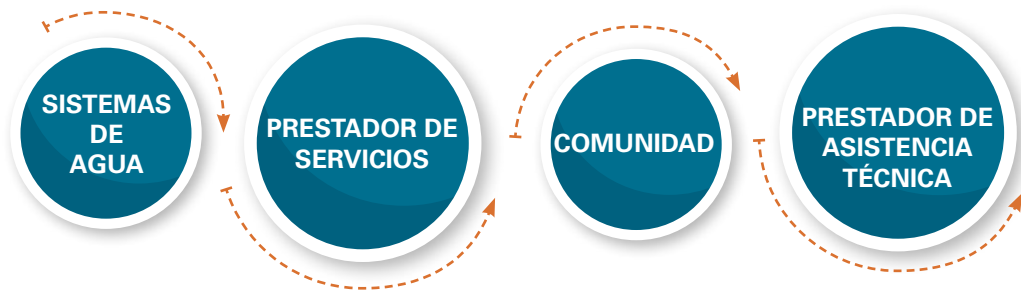 SISTEMAS
DE
AGUA
PRESTADOR DE
SERVICIOS
COMUNIDAD
PRESTADOR DE
ASISTENCIA
TÉCNICA